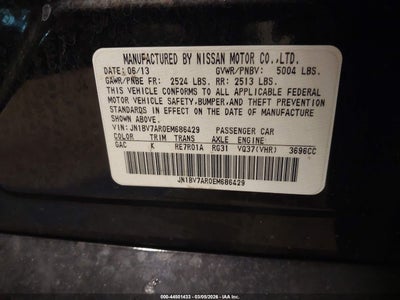 MANUFACTURED BY NISSAN MOTOR CO.,LTD.
DATE: 06/13 GVWR/PNBV: 5004 LBS.
GAWR/PNBE FR: 2524 LBS. RR: 2513 LBS.
THIS VEHICLE CONFORMS TO ALL APPLICABLE FEDERAL
MOTOR VEHICLE SAFETY, BUMPER, AND THEFT PREVENTION
STANDARDS IN EFFECT ON THE DATE OF MANUFACTURE
SHOWN ABOVE.
VIN: JN1BV7AR0EM686429 PASSENGER CAR
COLOR TRIM TRANS AXLE ENGINE
GAC K RE7R01A RG31 VQ37(VHR) 3696CC
JN1BV7AR0EM686429
000-44601433 - 03/05/2026 - IAA